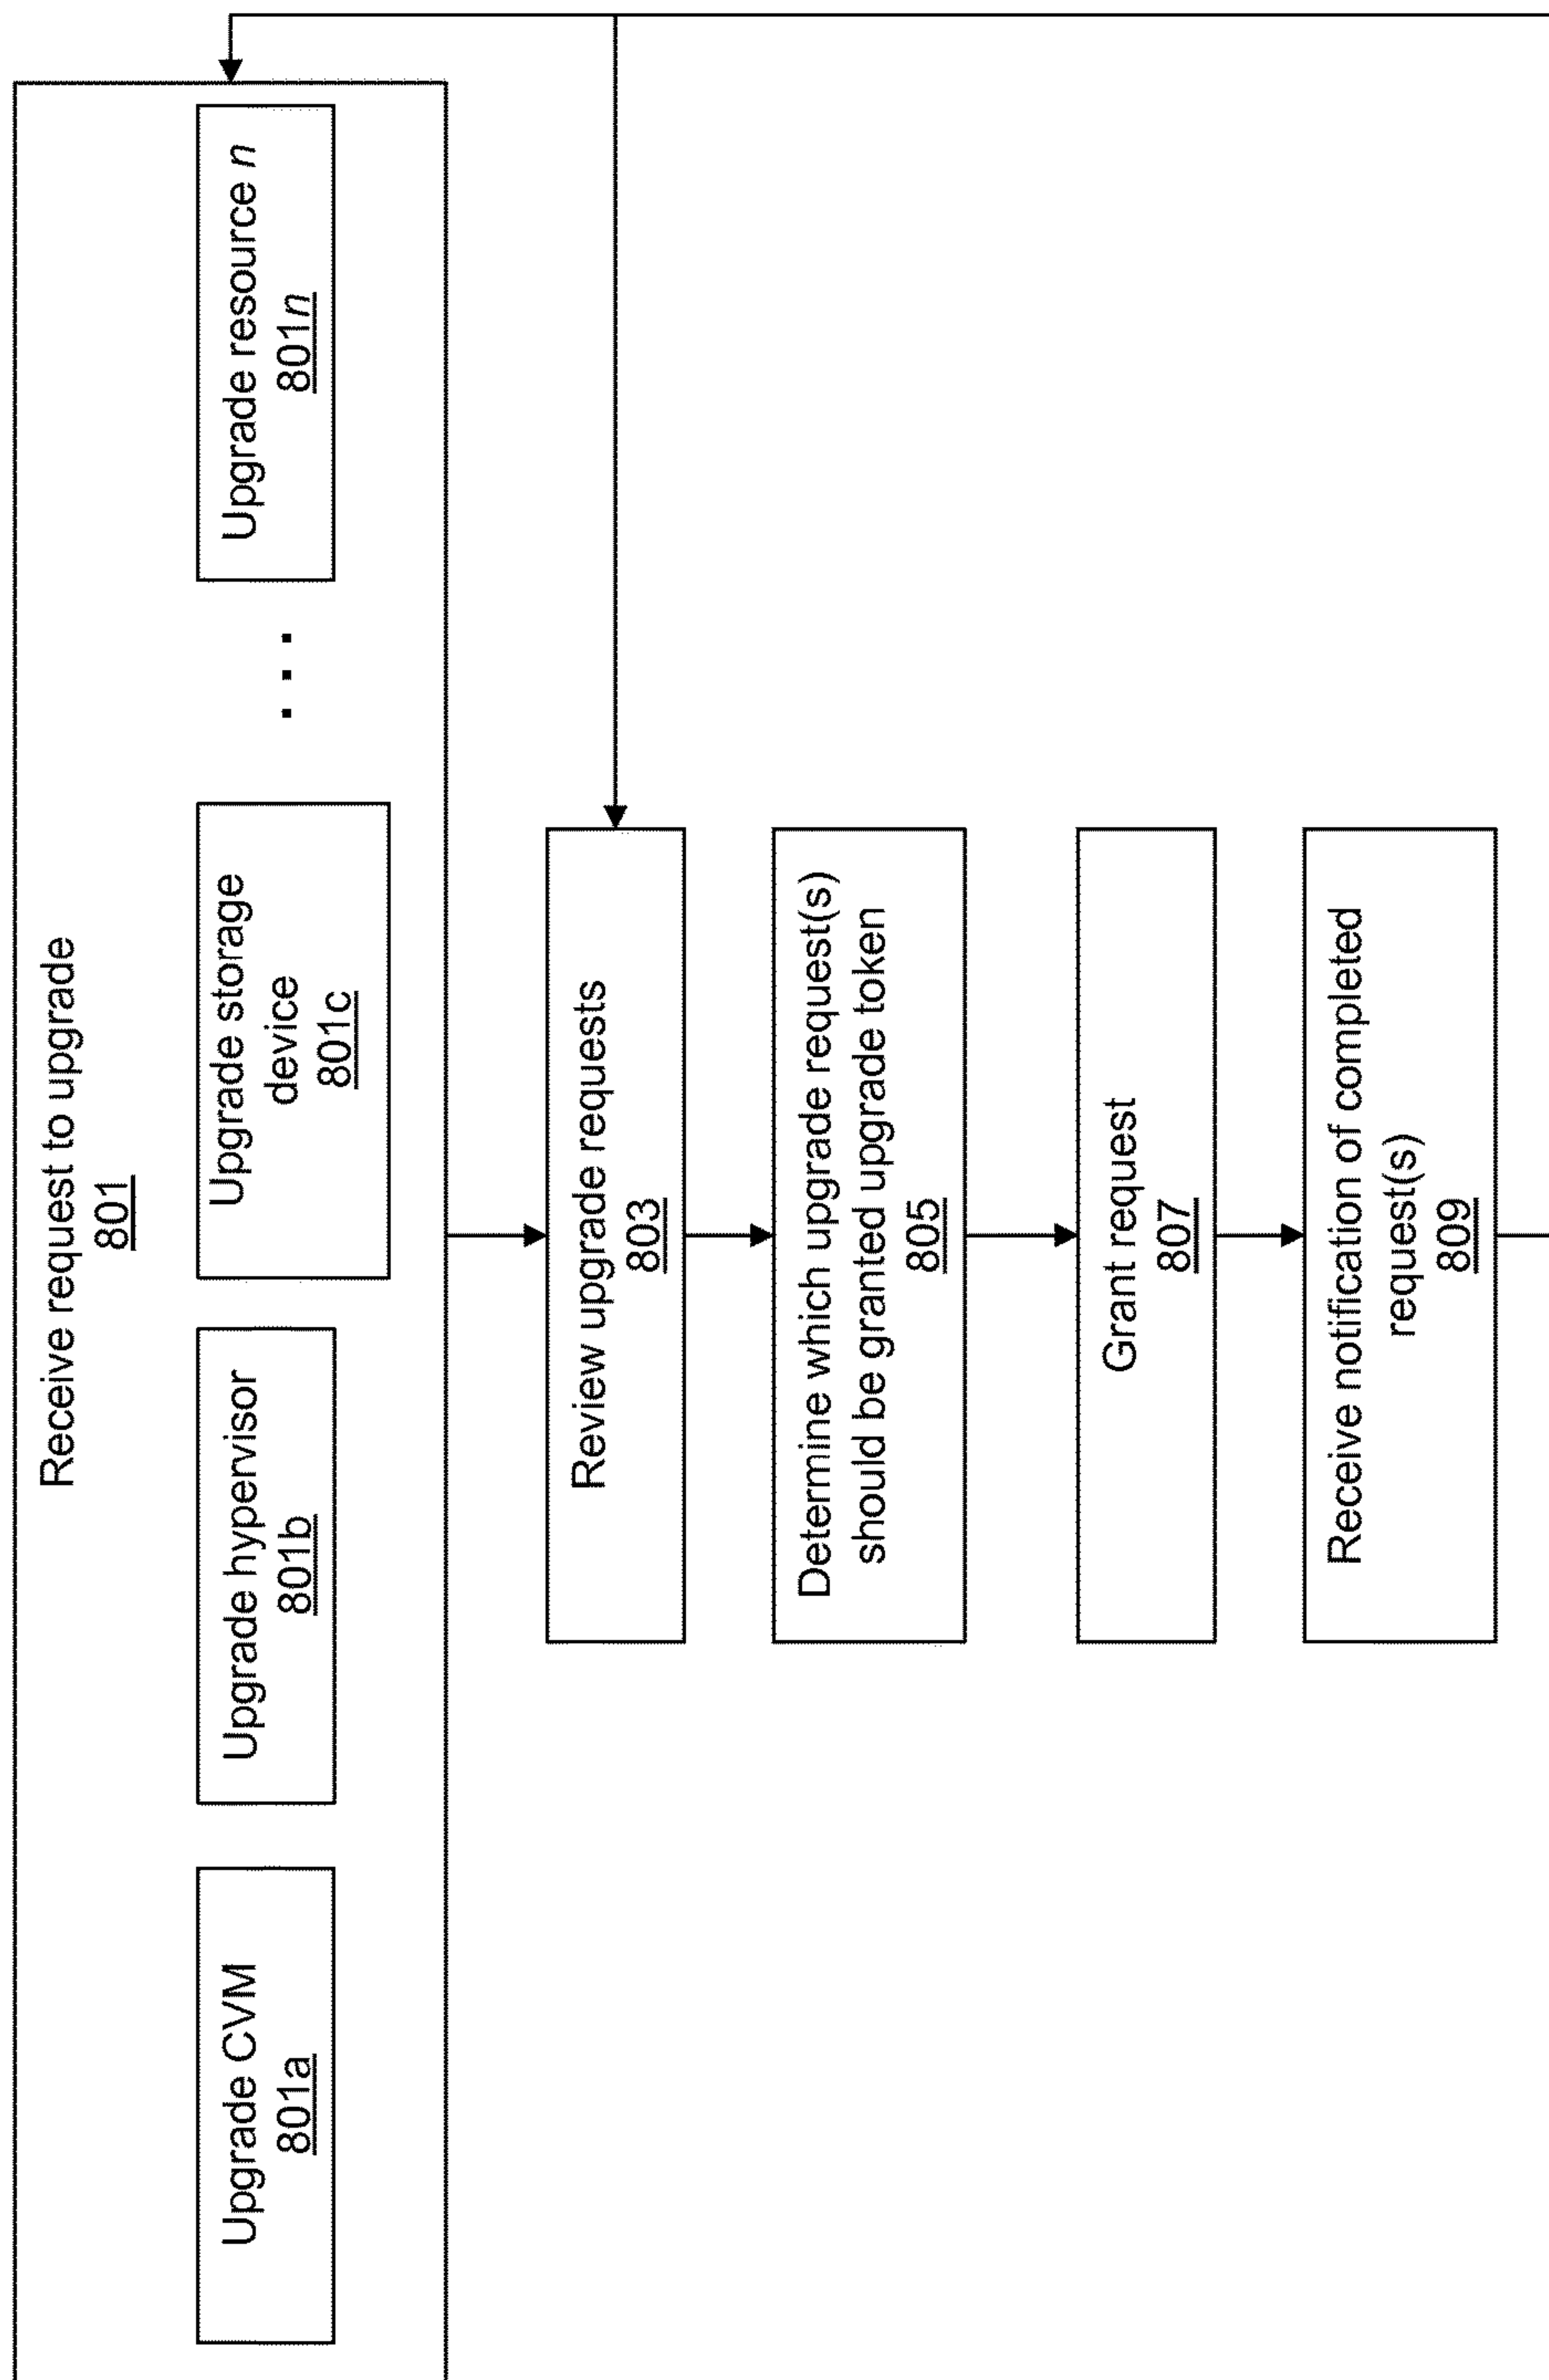 Receive request to upgrade
801
Upgrade CVM
801a
Upgrade hypervisor
801b
Upgrade storage
device
801c
. . .
Upgrade resource n
801n
Review upgrade requests
803
Determine which upgrade request(s)
should be granted upgrade token
805
Grant request
807
Receive notification of completed
request(s)
809